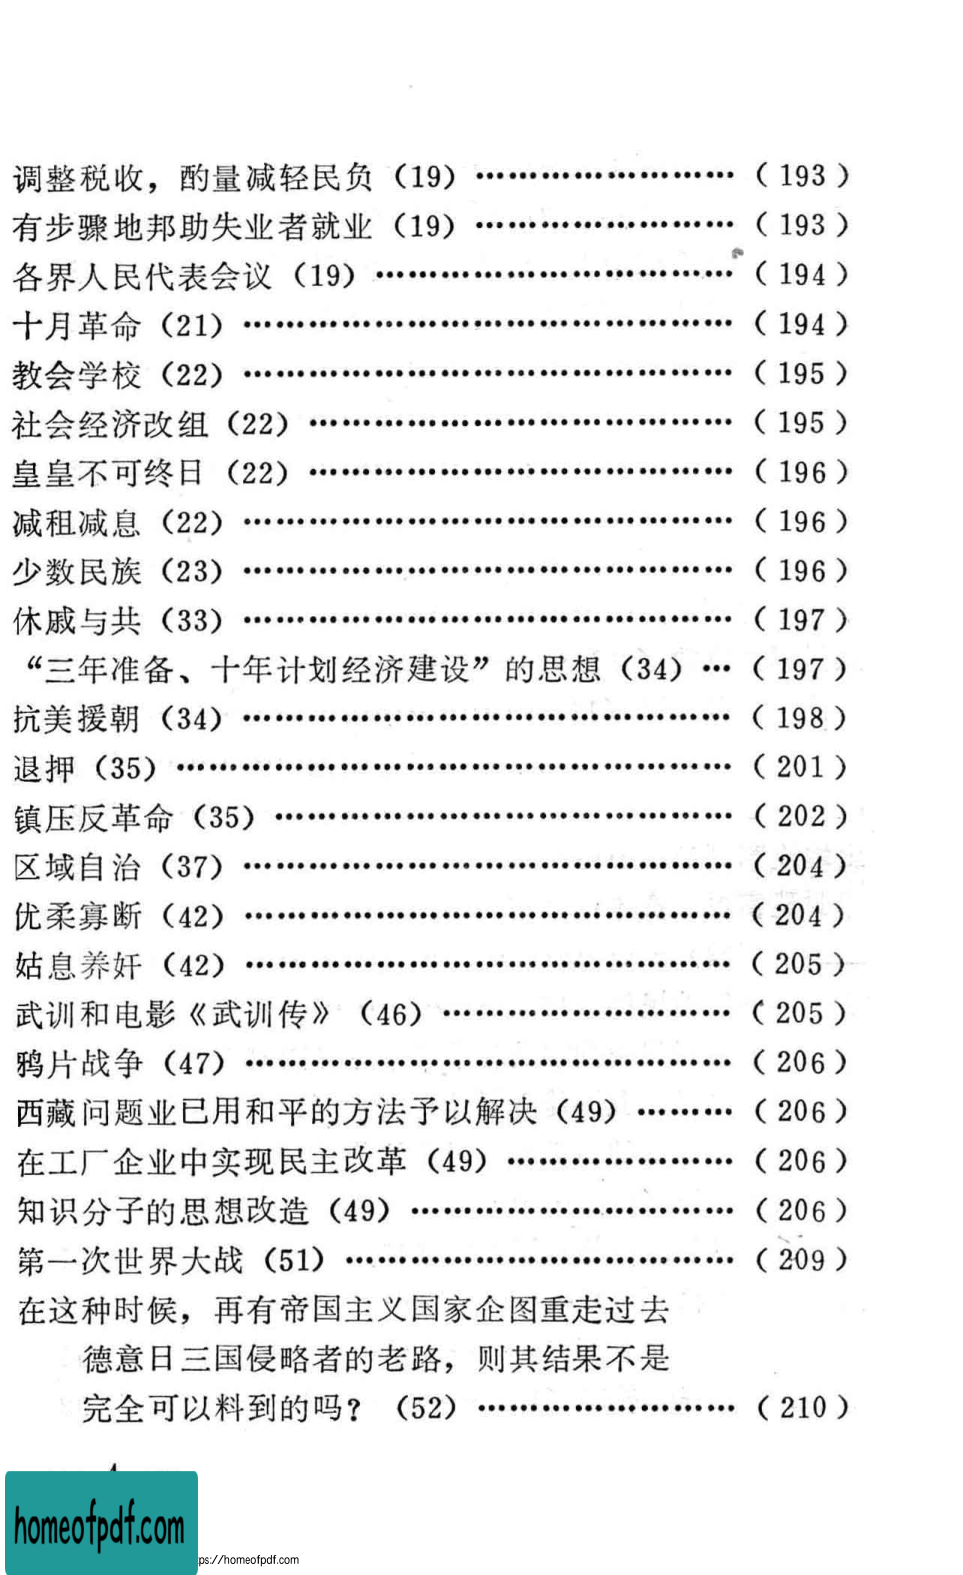 调整税收，酌量减轻民负（19）…………………（193）
有步骤地邦助失业者就业（19）…………………（193）
各界人民代表会议（19）…………………………（194）
十月革命（21）……………………………………（194）
教会学校（22）……………………………………（195）
社会经济改组（22）………………………………（195）
皇皇不可终日（22）………………………………（196）
减租减息（22）……………………………………（196）
少数民族（23）……………………………………（196）
休戚与共（33）……………………………………（197）
“三年准备、十年计划经济建设”的思想（34）…（197）
抗美援朝（34）……………………………………（198）
退押（35）…………………………………………（201）
镇压反革命（35）…………………………………（202）
区域自治（37）……………………………………（204）
优柔寡断（42）……………………………………（204）
姑息养奸（42）……………………………………（205）
武训和电影《武训传》（46）……………………（205）
鸦片战争（47）……………………………………（206）
西藏问题业已用和平的方法予以解决（49）………（206）
在工厂企业中实现民主改革（49）………………（206）
知识分子的思想改造（49）………………………（206）
第一次世界大战（51）……………………………（209）
在这种时候，再有帝国主义国家企图重走过去
德意日三国侵略者的老路，则其结果不是
完全可以料到的吗？（52）………………………（210）
homeofpdf.com
ps://homeofpdf.com